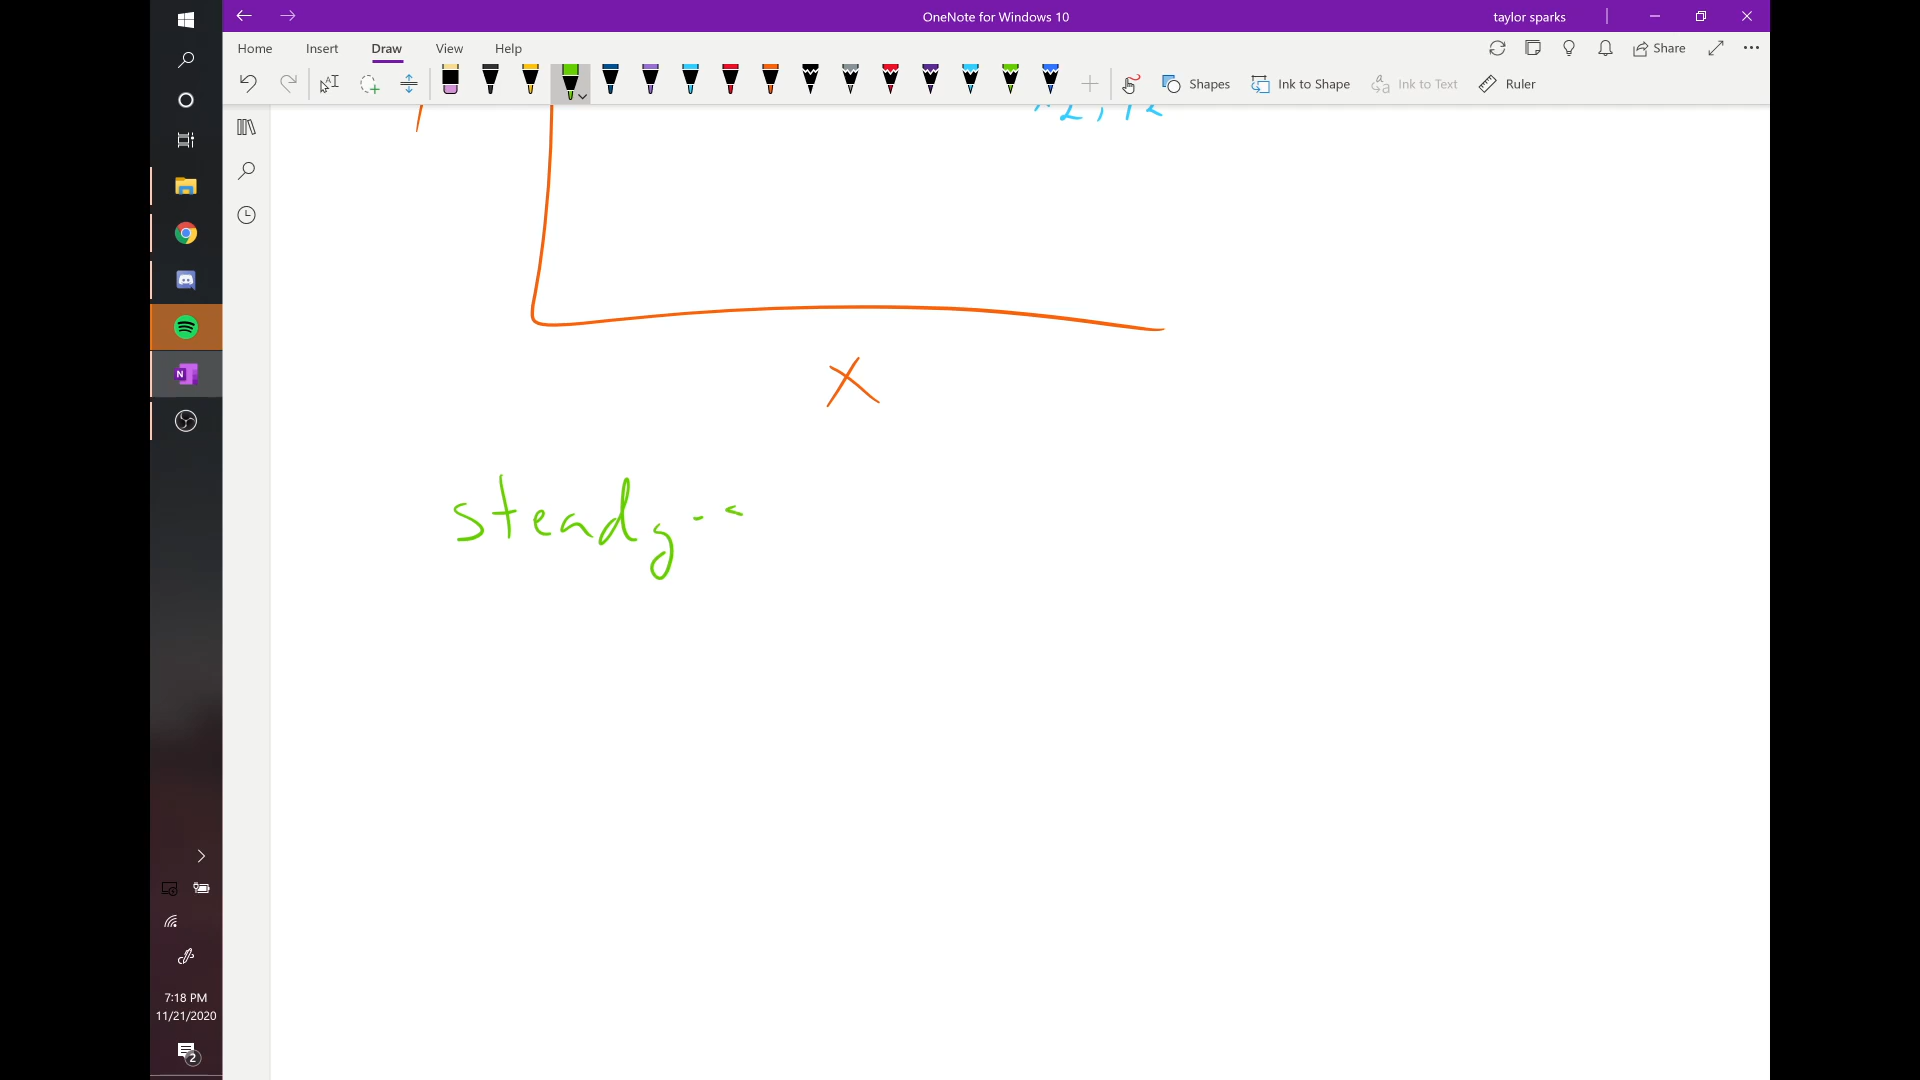 OneNote for Windows 10
taylor sparks
Home Insert Draw View Help
Share
Shapes Ink to Shape Ink to Text Ruler
X
steady-
7:18 PM
11/21/2020
2